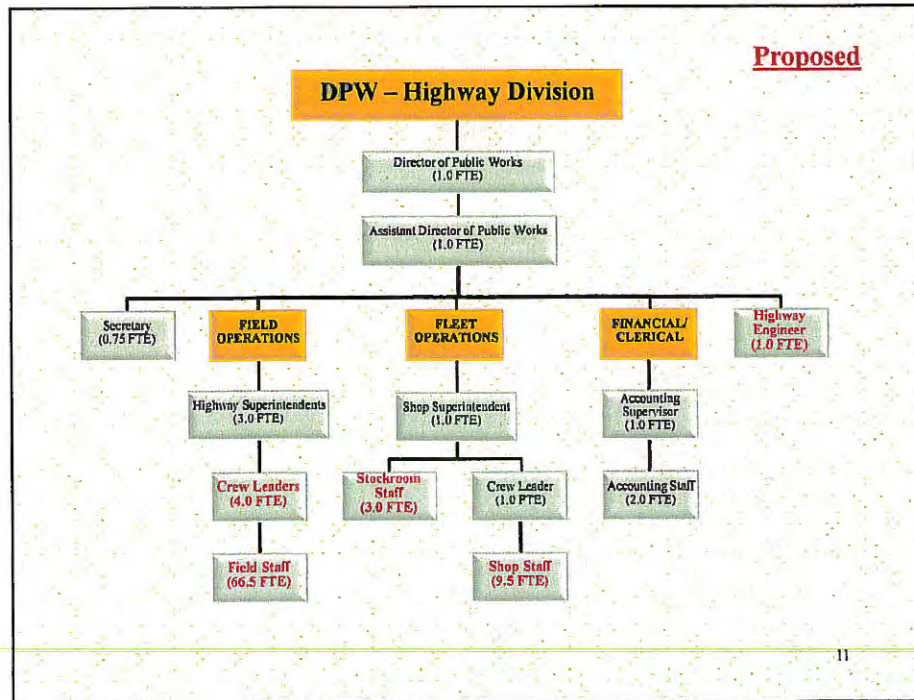 Proposed
DPW – Highway Division
Director of Public Works
(1.0 FTE)
Assistant Director of Public Works
(1.0 FTE)
Secretary
(0.75 FTE)
FIELD
OPERATIONS
FLEET
OPERATIONS
FINANCIAL/
CLERICAL
Highway
Engineer
(1.0 FTE)
Highway Superintendents
(3.0 FTE)
Shop Superintendent
(1.0 FTE)
Accounting
Supervisor
(1.0 FTE)
Crew Leaders
(4.0 FTE)
Stockroom
Staff
(3.0 FTE)
Crew Leader
(1.0 FTE)
Accounting Staff
(2.0 FTE)
Field Staff
(66.5 FTE)
Shop Staff
(9.5 FTE)
11